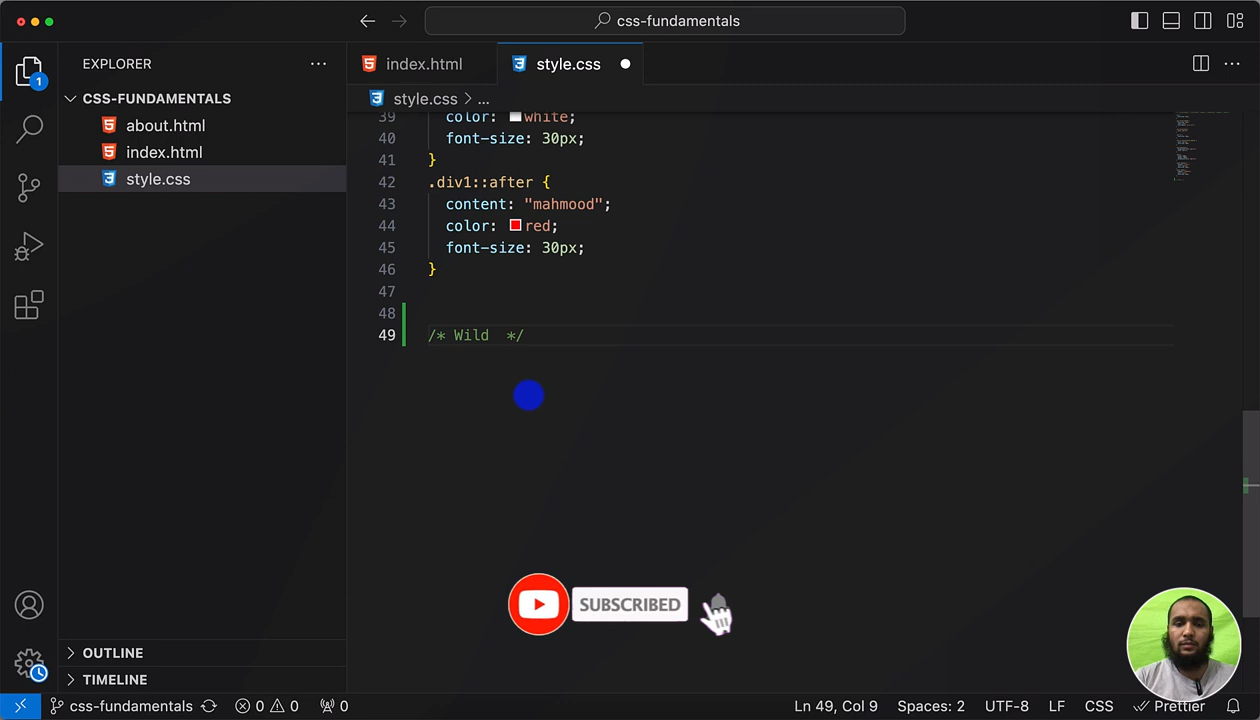 css-fundamentals
EXPLORER
index.html
style.css
1
CSS-FUNDAMENTALS
style.css > ...
about.html
index.html
style.css
39 color: white;
40 font-size: 30px;
41 }
42 .div1::after {
43 content: "mahmood";
44 color: red;
45 font-size: 30px;
46 }
47
48
49 /* Wild  */
SUBSCRIBED
OUTLINE
TIMELINE
css-fundamentals 0 0 0 Ln 49, Col 9 Spaces: 2 UTF-8 LF CSS Prettier